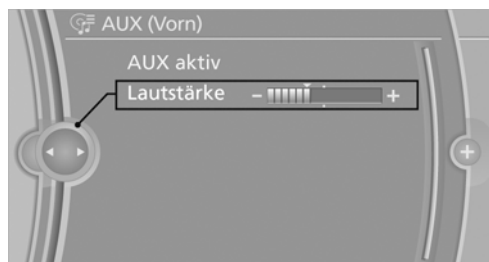 AUX (Vorn)
AUX aktiv
Lautstärke - +
+